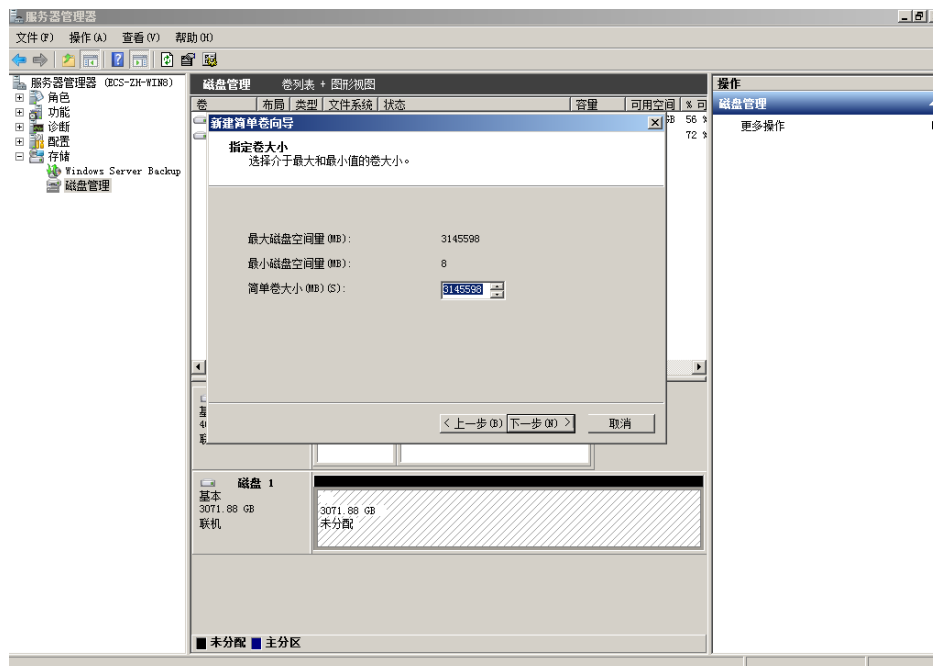 服务器管理器
文件(F) 操作(A) 查看(V) 帮助(H)
服务器管理器 (ECS-ZH-WIN8)
角色
功能
诊断
配置
存储
Windows Server Backup
磁盘管理
磁盘管理 卷列表 + 图形视图
卷 布局 类型 文件系统 状态 容量 可用空间 % 可
56 %
72 %
新建简单卷向导
指定卷大小
选择介于最大和最小值的卷大小。
最大磁盘空间量(MB): 3145598
最小磁盘空间量(MB): 8
简单卷大小(MB)(S): 3145598
< 上一步(B) 下一步(N) > 取消
磁盘 1
基本
3071.88 GB
联机
3071.88 GB
未分配
未分配 主分区
操作
磁盘管理
更多操作